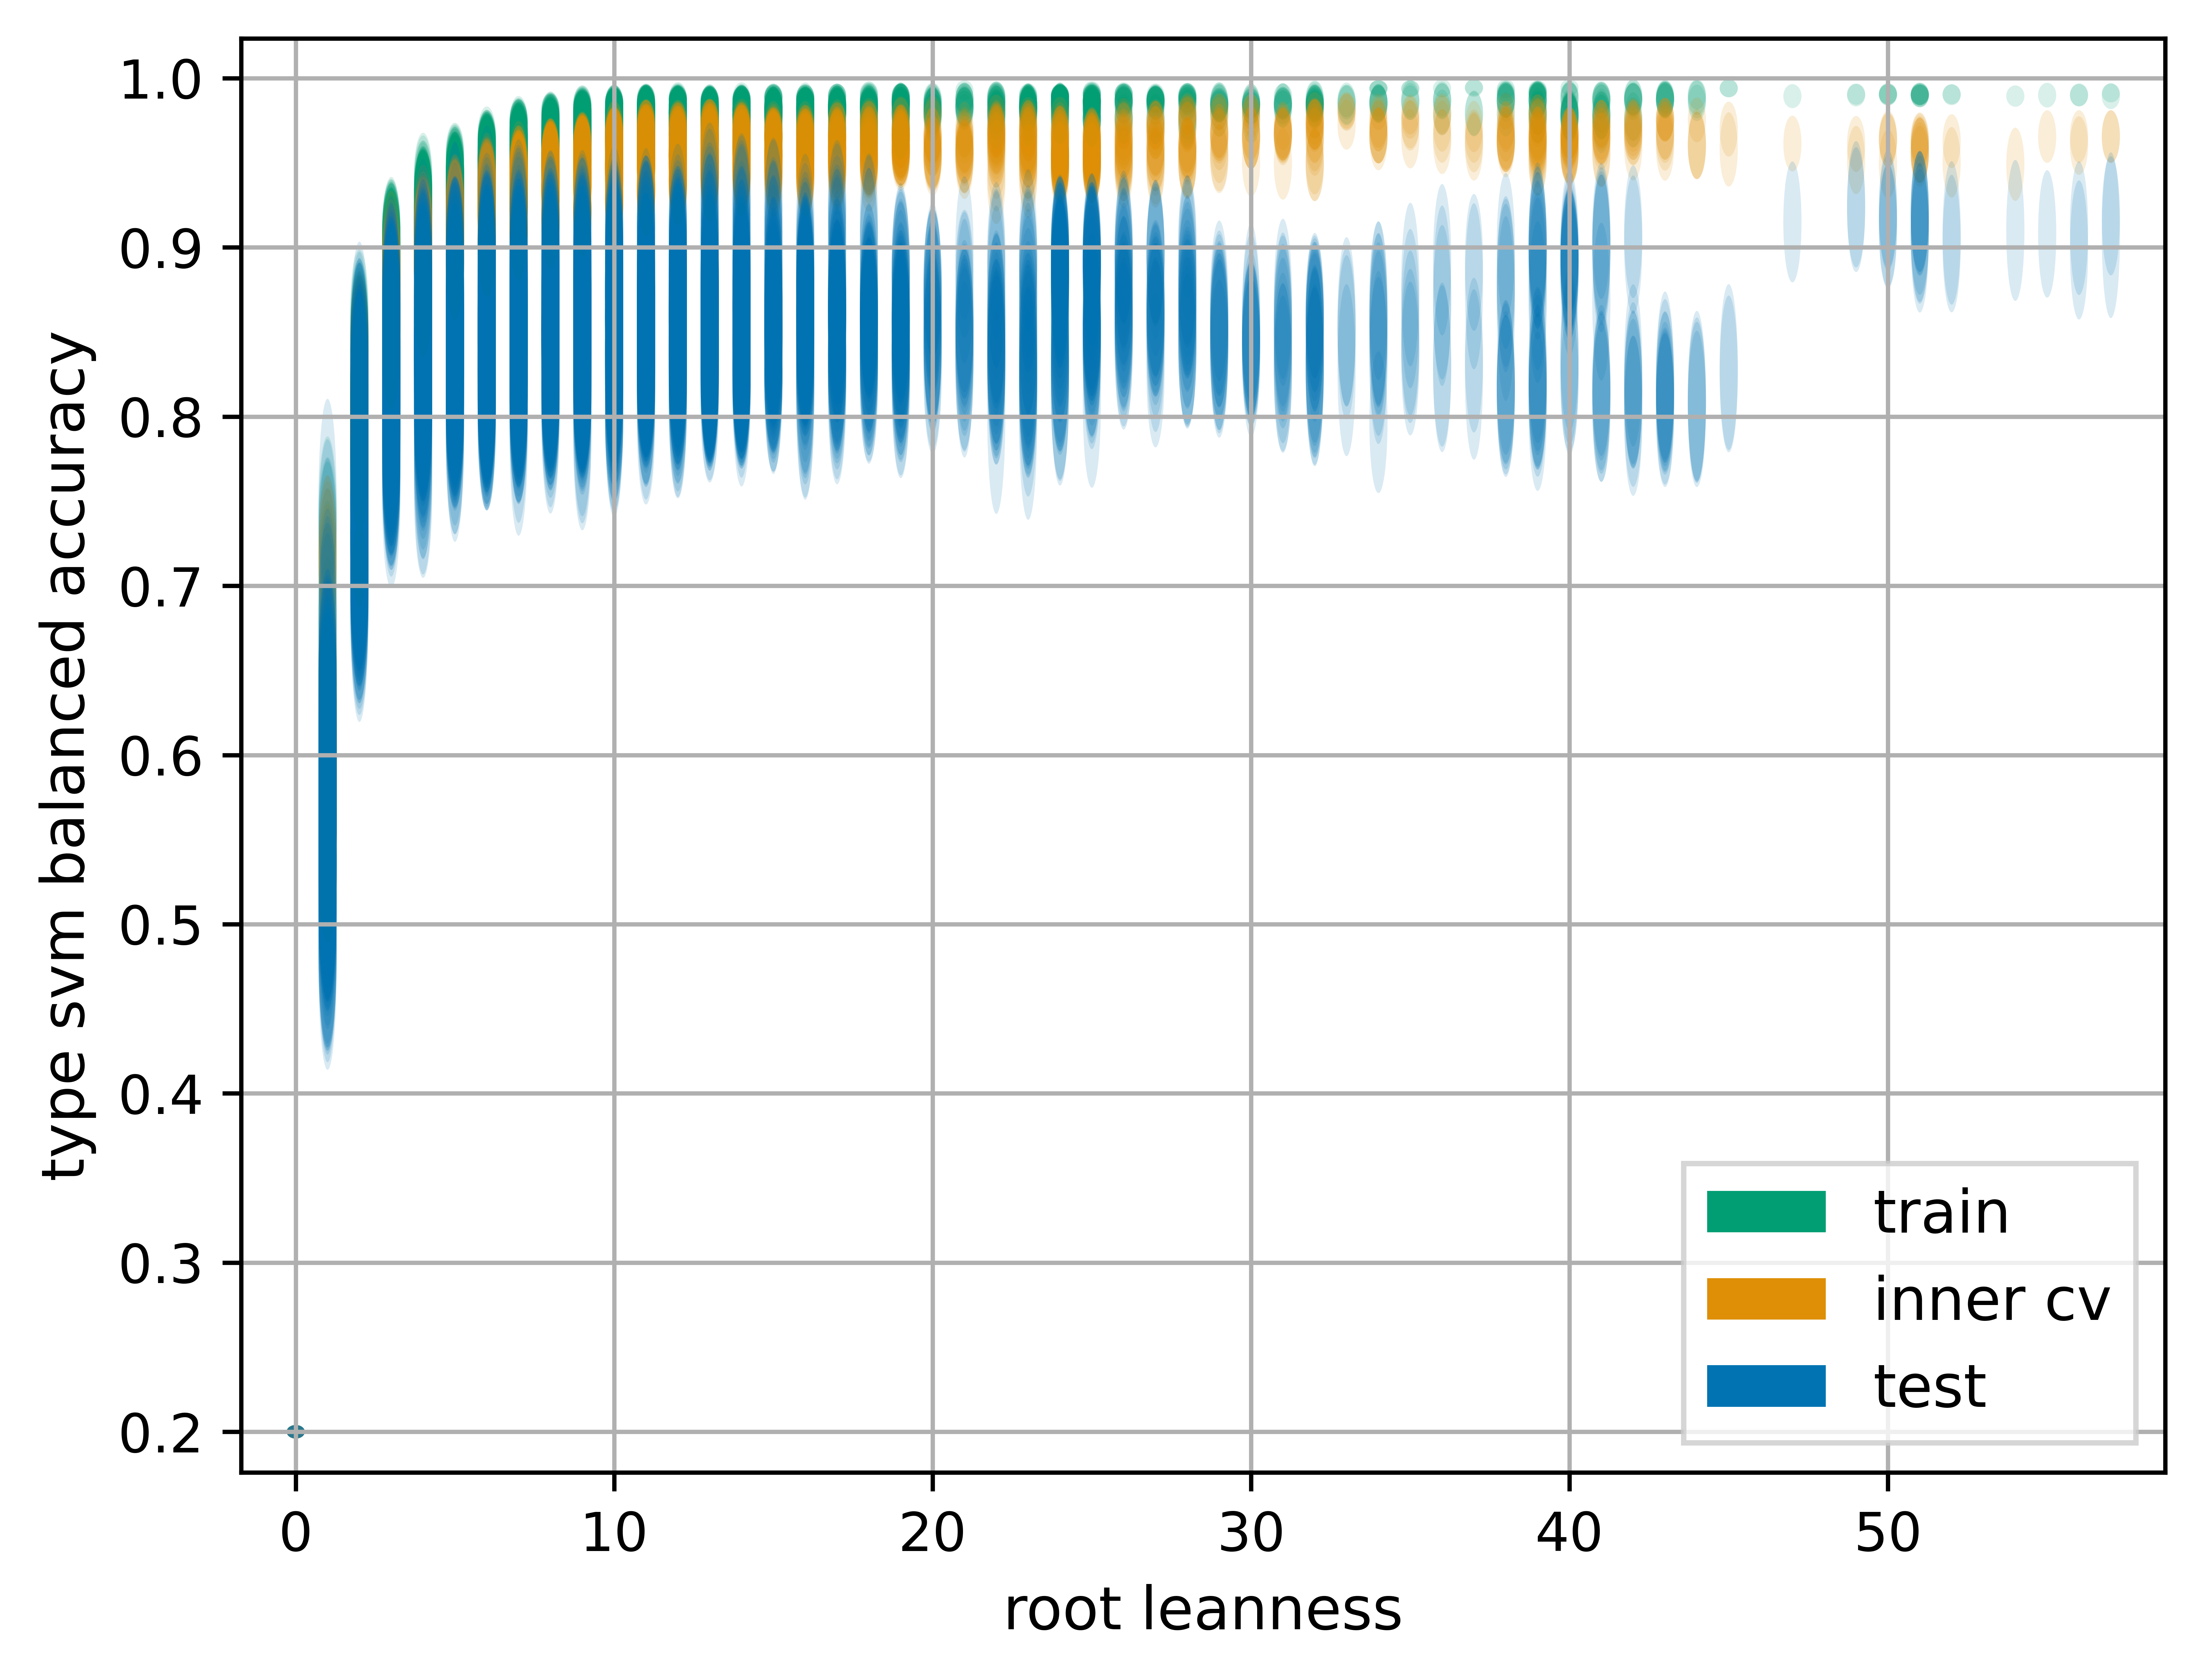 1.0
0.9
0.8
0.7
0.6
0.5
0.4
0.3
0.2
type svm balanced accuracy
train
inner cv
test
0 10 20 30 40 50
root leanness